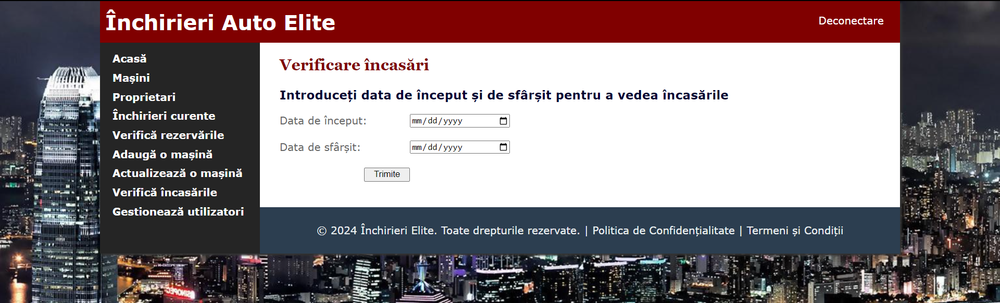 Închirieri Auto Elite
Deconectare
Acasă
Mașini
Proprietari
Închirieri curente
Verifică rezervările
Adaugă o mașină
Actualizează o mașină
Verifică încasările
Gestionează utilizatori
Verificare încasări
Introduceți data de început și de sfârșit pentru a vedea încasările
Data de început: mm/dd/yyyy
Data de sfârșit: mm/dd/yyyy
Trimite
© 2024 Închirieri Elite. Toate drepturile rezervate. | Politica de Confidențialitate | Termeni și Condiții
SINOPEC